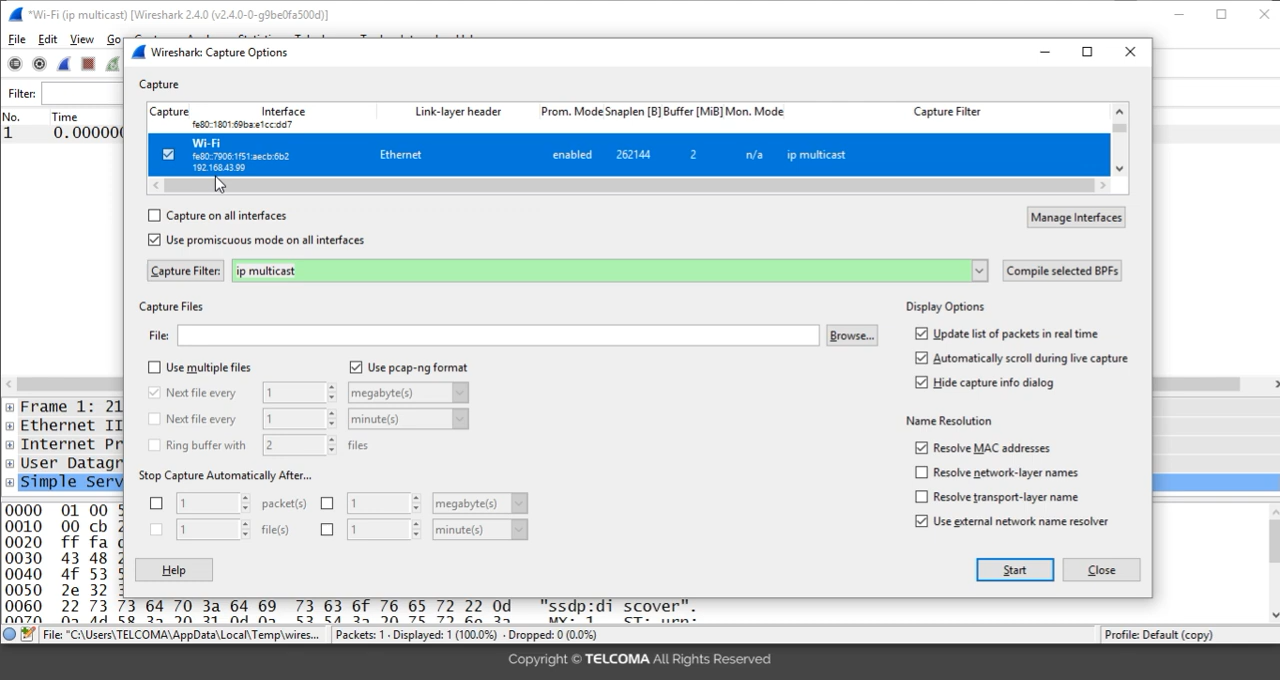 *Wi-Fi (ip multicast) [Wireshark 2.4.0 (v2.4.0-0-g9be0fa500d)]
File Edit View Go
Wireshark: Capture Options
Filter:
No. Time
1 0.000000
Capture
Capture Interface Link-layer header Prom. Mode Snaplen [B] Buffer [MiB] Mon. Mode Capture Filter
fe80::1801:69ba:e1cc:dd7
Wi-Fi
fe80::7906:1f51:aecb:6b2
192.168.43.99
Ethernet enabled 262144 2 n/a ip multicast
Capture on all interfaces
Manage Interfaces
Use promiscuous mode on all interfaces
Capture Filter: ip multicast Compile selected BPFs
Capture Files
Display Options
File: Browse...
Update list of packets in real time
Use multiple files Use pcap-ng format
Automatically scroll during live capture
Next file every 1 megabyte(s)
Hide capture info dialog
Next file every 1 minute(s)
Name Resolution
Ring buffer with 2 files
Resolve MAC addresses
Stop Capture Automatically After...
Resolve network-layer names
1 packet(s) 1 megabyte(s)
Resolve transport-layer name
1 file(s) 1 minute(s)
Use external network name resolver
Help Start Close
Frame 1: 21
Ethernet II
Internet Pr
User Datagr
Simple Serv
0000 01 00 5
0010 00 cb 2
0020 ff fa
0030 43 48 2
0040 4f 53 5
0050 2e 32 3
0060 22 73 73 64 70 3a 64 69 73 63 6f 76 65 72 22 0d "ssdp:di scover".
File: "C:\Users\TELCOMA\AppData\Local\Temp\wires... Packets: 1 · Displayed: 1 (100.0%) · Dropped: 0 (0.0%) Profile: Default (copy)
Copyright © TELCOMA All Rights Reserved